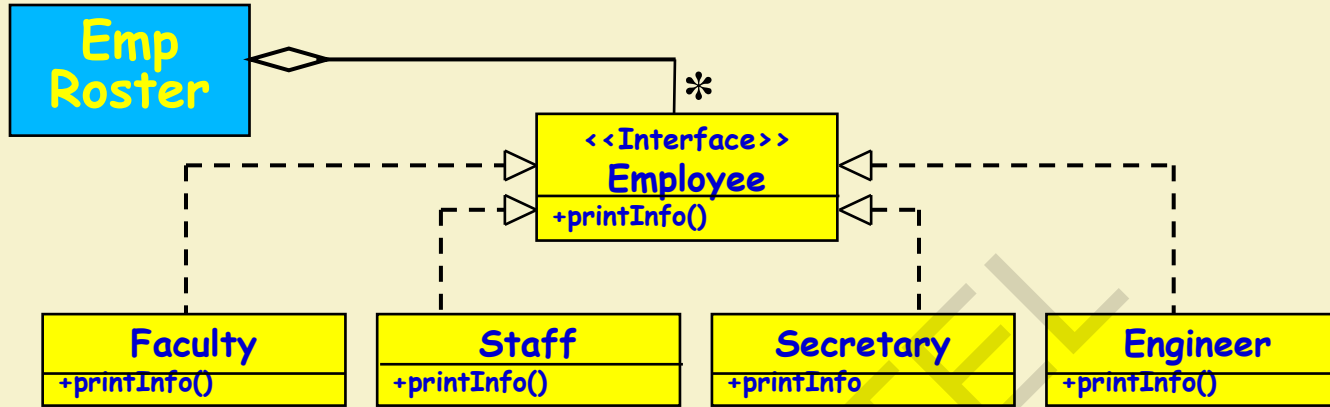 Emp
Roster
*
<<Interface>>
Employee
+printInfo()
Faculty
+printInfo()
Staff
+printInfo()
Secretary
+printInfo
Engineer
+printInfo()